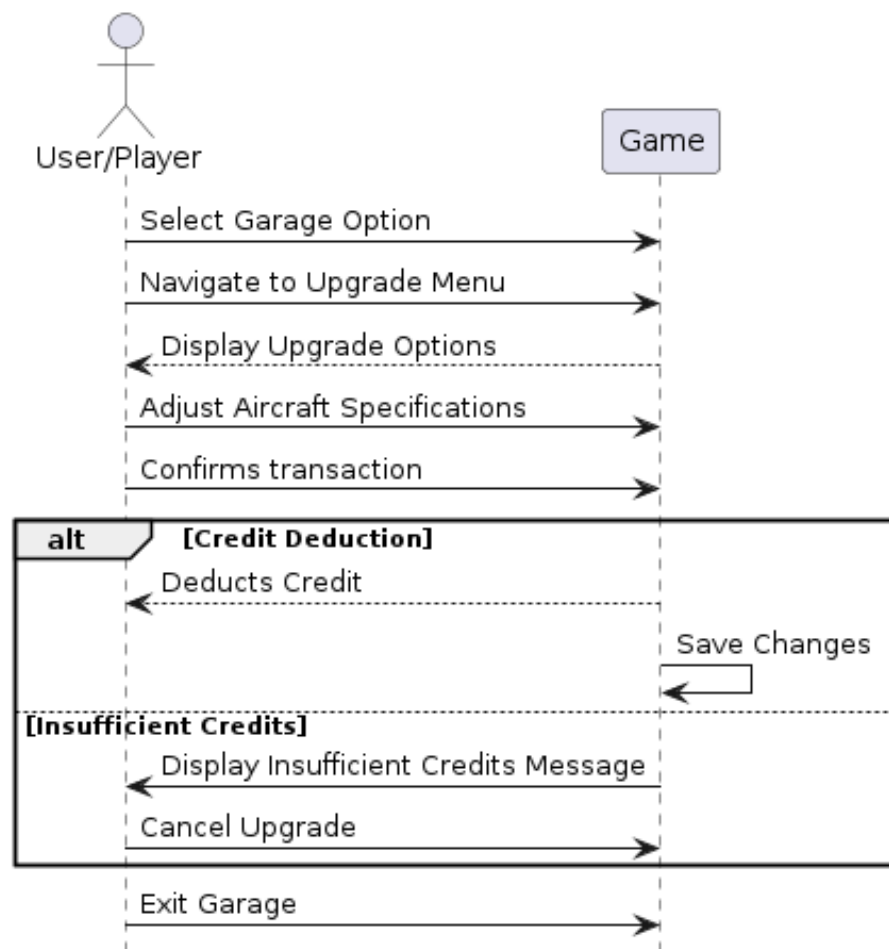 User/Player
Game
Select Garage Option
Navigate to Upgrade Menu
Display Upgrade Options
Adjust Aircraft Specifications
Confirms transaction
alt [Credit Deduction]
Deducts Credit
Save Changes
[Insufficient Credits]
Display Insufficient Credits Message
Cancel Upgrade
Exit Garage